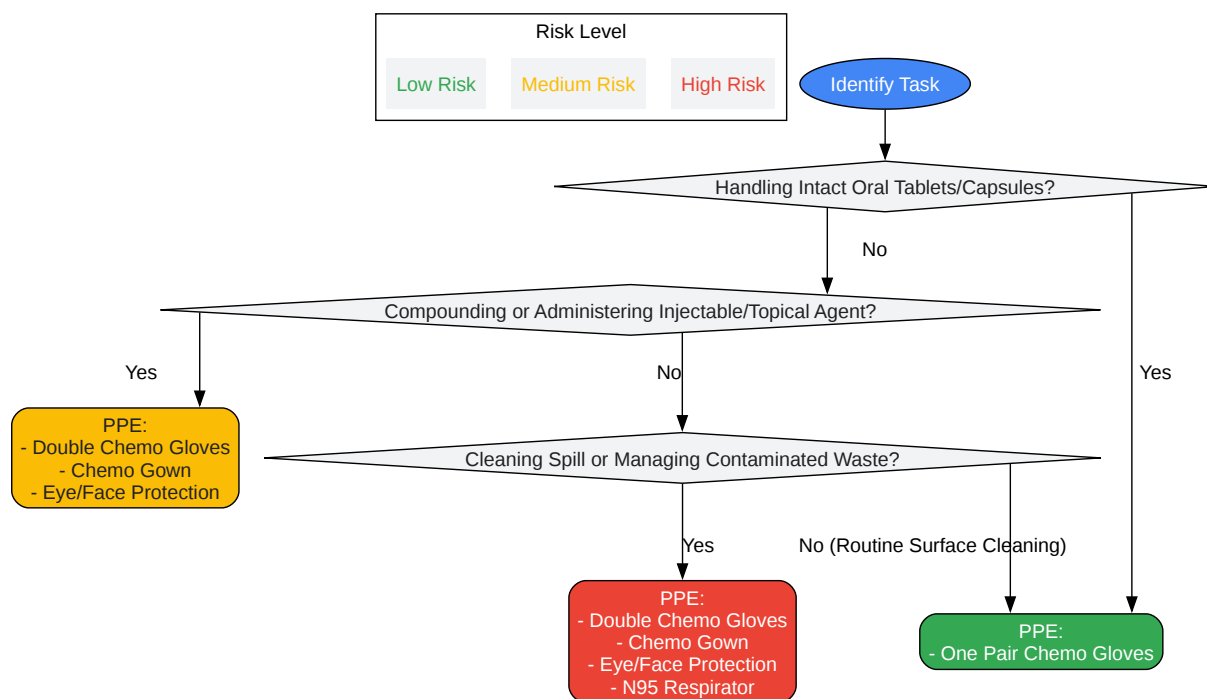 Risk Level
Low Risk
Medium Risk
High Risk
Identify Task
Handling Intact Oral Tablets/Capsules?
No
Compounding or Administering Injectable/Topical Agent?
Yes
No
Yes
PPE:
- Double Chemo Gloves
- Chemo Gown
- Eye/Face Protection
Cleaning Spill or Managing Contaminated Waste?
Yes
No (Routine Surface Cleaning)
PPE:
- Double Chemo Gloves
- Chemo Gown
- Eye/Face Protection
- N95 Respirator
PPE:
- One Pair Chemo Gloves